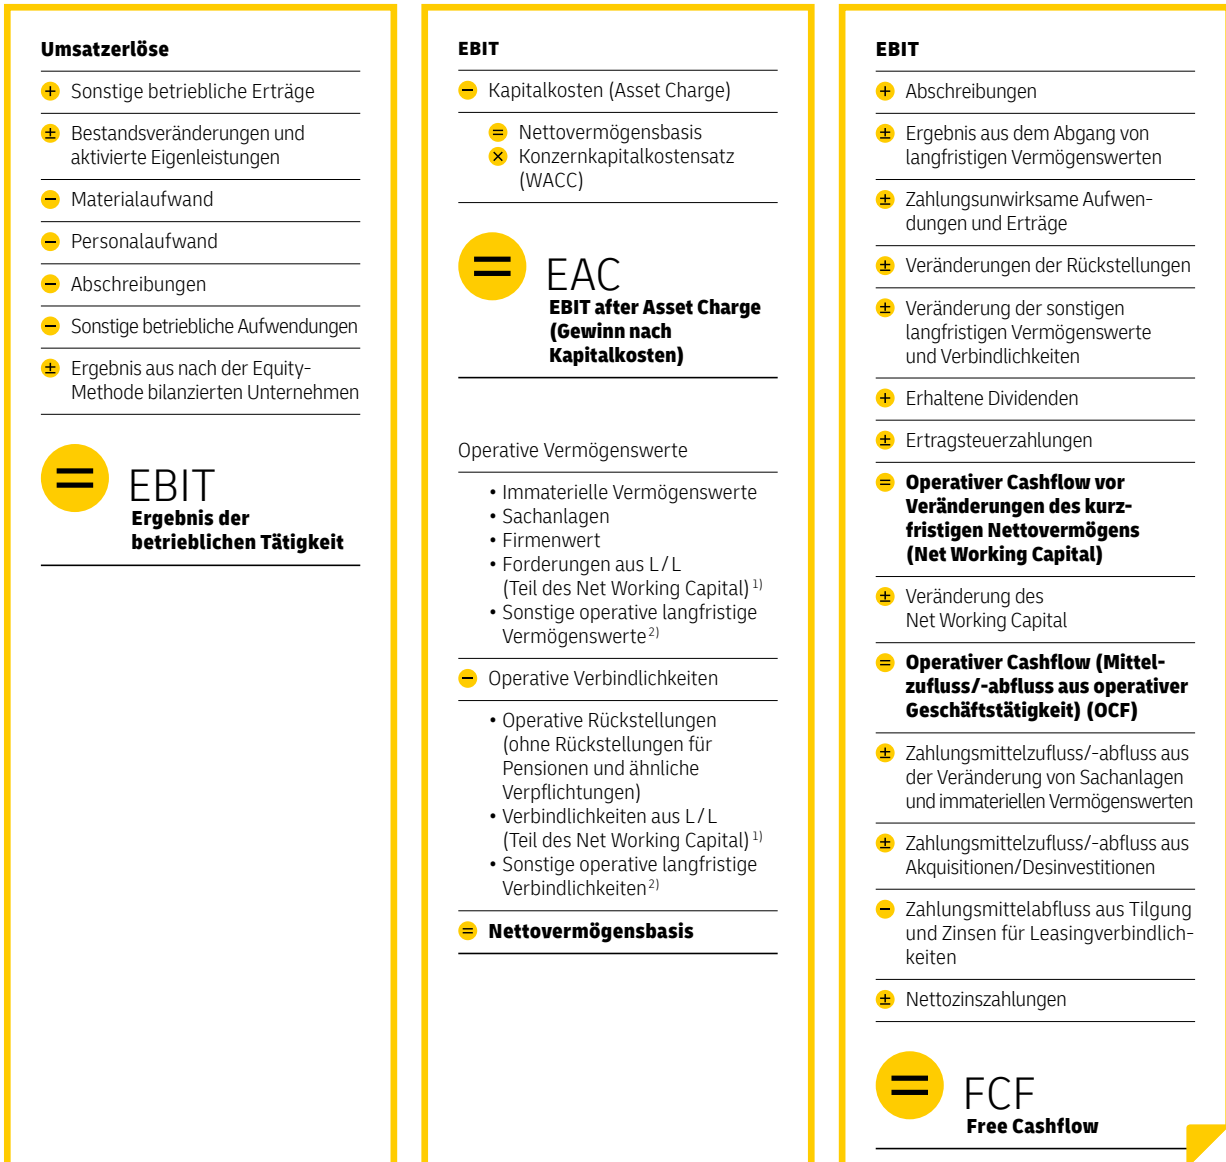 Umsatzerlöse
+ Sonstige betriebliche Erträge
± Bestandsveränderungen und
aktivierte Eigenleistungen
− Materialaufwand
− Personalaufwand
− Abschreibungen
− Sonstige betriebliche Aufwendungen
± Ergebnis aus nach der Equity-
Methode bilanzierten Unternehmen
= EBIT
Ergebnis der
betrieblichen Tätigkeit
EBIT
− Kapitalkosten (Asset Charge)
= Nettovermögensbasis
× Konzernkapitalkostensatz
(WACC)
= EAC
EBIT after Asset Charge
(Gewinn nach
Kapitalkosten)
Operative Vermögenswerte
• Immaterielle Vermögenswerte
• Sachanlagen
• Firmenwert
• Forderungen aus L/L
(Teil des Net Working Capital) 1)
• Sonstige operative langfristige
Vermögenswerte 2)
− Operative Verbindlichkeiten
• Operative Rückstellungen
(ohne Rückstellungen für
Pensionen und ähnliche
Verpflichtungen)
• Verbindlichkeiten aus L/L
(Teil des Net Working Capital) 1)
• Sonstige operative langfristige
Verbindlichkeiten 2)
= Nettovermögensbasis
EBIT
+ Abschreibungen
± Ergebnis aus dem Abgang von
langfristigen Vermögenswerten
± Zahlungsunwirksame Aufwen-
dungen und Erträge
± Veränderungen der Rückstellungen
± Veränderung der sonstigen
langfristigen Vermögenswerte
und Verbindlichkeiten
+ Erhaltene Dividenden
± Ertragsteuerzahlungen
= Operativer Cashflow vor
Veränderungen des kurz-
fristigen Nettovermögens
(Net Working Capital)
± Veränderung des
Net Working Capital
= Operativer Cashflow (Mittel-
zufluss/-abfluss aus operativer
Geschäftstätigkeit) (OCF)
± Zahlungsmittelzufluss/-abfluss aus
der Veränderung von Sachanlagen
und immateriellen Vermögenswerten
± Zahlungsmittelzufluss/-abfluss aus
Akquisitionen/Desinvestitionen
− Zahlungsmittelabfluss aus Tilgung
und Zinsen für Leasingverbindlich-
keiten
± Nettozinszahlungen
= FCF
Free Cashflow